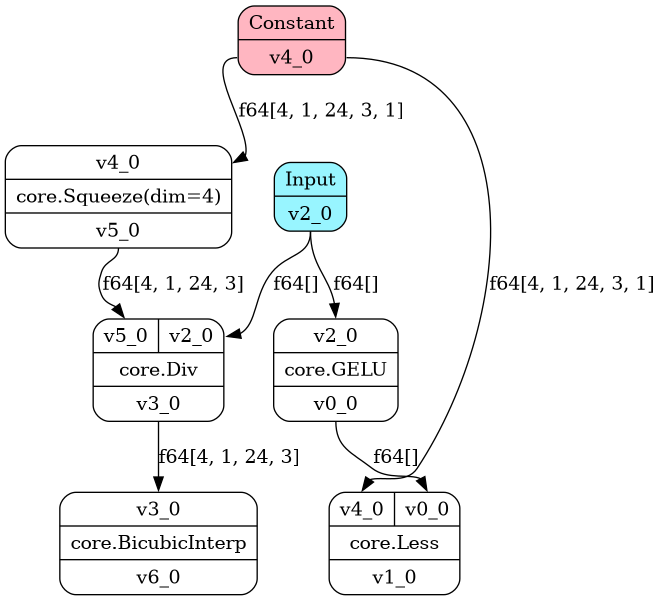 Constant
v4_0
f64[4, 1, 24, 3, 1]
v4_0
core.Squeeze(dim=4)
v5_0
Input
v2_0
f64[4, 1, 24, 3]
f64[]
f64[]
f64[4, 1, 24, 3, 1]
v5_0 v2_0
core.Div
v3_0
v2_0
core.GELU
v0_0
f64[4, 1, 24, 3]
f64[]
v3_0
core.BicubicInterp
v6_0
v4_0 v0_0
core.Less
v1_0